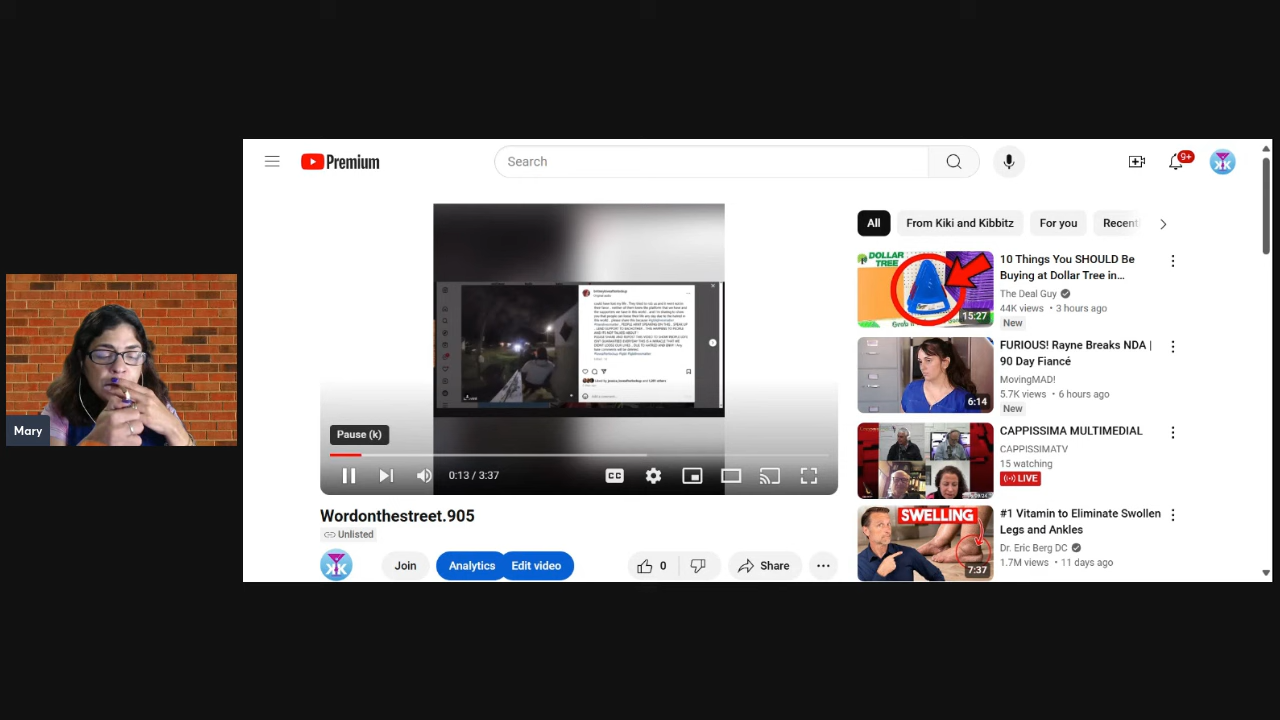 Premium
Search
9+
All
From Kiki and Kibbitz
For you
Recent
DOLLAR TREE
15:27
10 Things You SHOULD Be
Buying at Dollar Tree in...
The Deal Guy
44K views • 3 hours ago
New
6:14
FURIOUS! Rayne Breaks NDA |
90 Day Fiancé
MovingMAD!
5.7K views • 6 hours ago
New
CAPPISSIMA MULTIMEDIAL
CAPPISSIMATV
15 watching
LIVE
SWELLING
7:37
#1 Vitamin to Eliminate Swollen
Legs and Ankles
Dr. Eric Berg DC
1.7M views • 11 days ago
Mary
Pause (k)
0:13 / 3:37
CC
Wordonthestreet.905
Unlisted
Join
Analytics
Edit video
0
Share